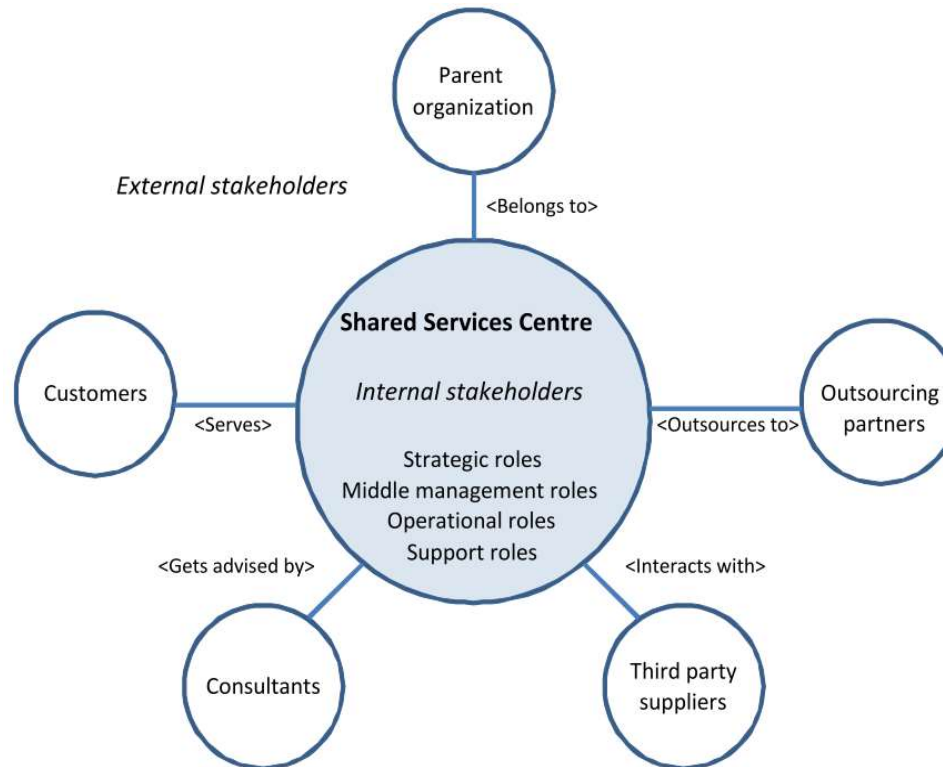 Parent
organization
External stakeholders
<Belongs to>
Shared Services Centre
Internal stakeholders
Strategic roles
Middle management roles
Operational roles
Support roles
Customers
<Serves>
Outsourcing
partners
<Outsources to>
<Gets advised by>
<Interacts with>
Consultants
Third party
suppliers